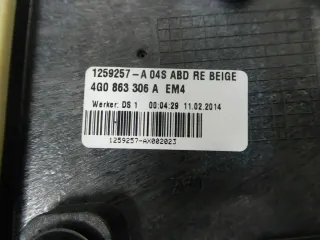 1259257-A 04S ABD RE BEIGE
4G0 863 306 A EM4
Werker: DS 1 00:04:29 11.02.2014
1259257-AX002023